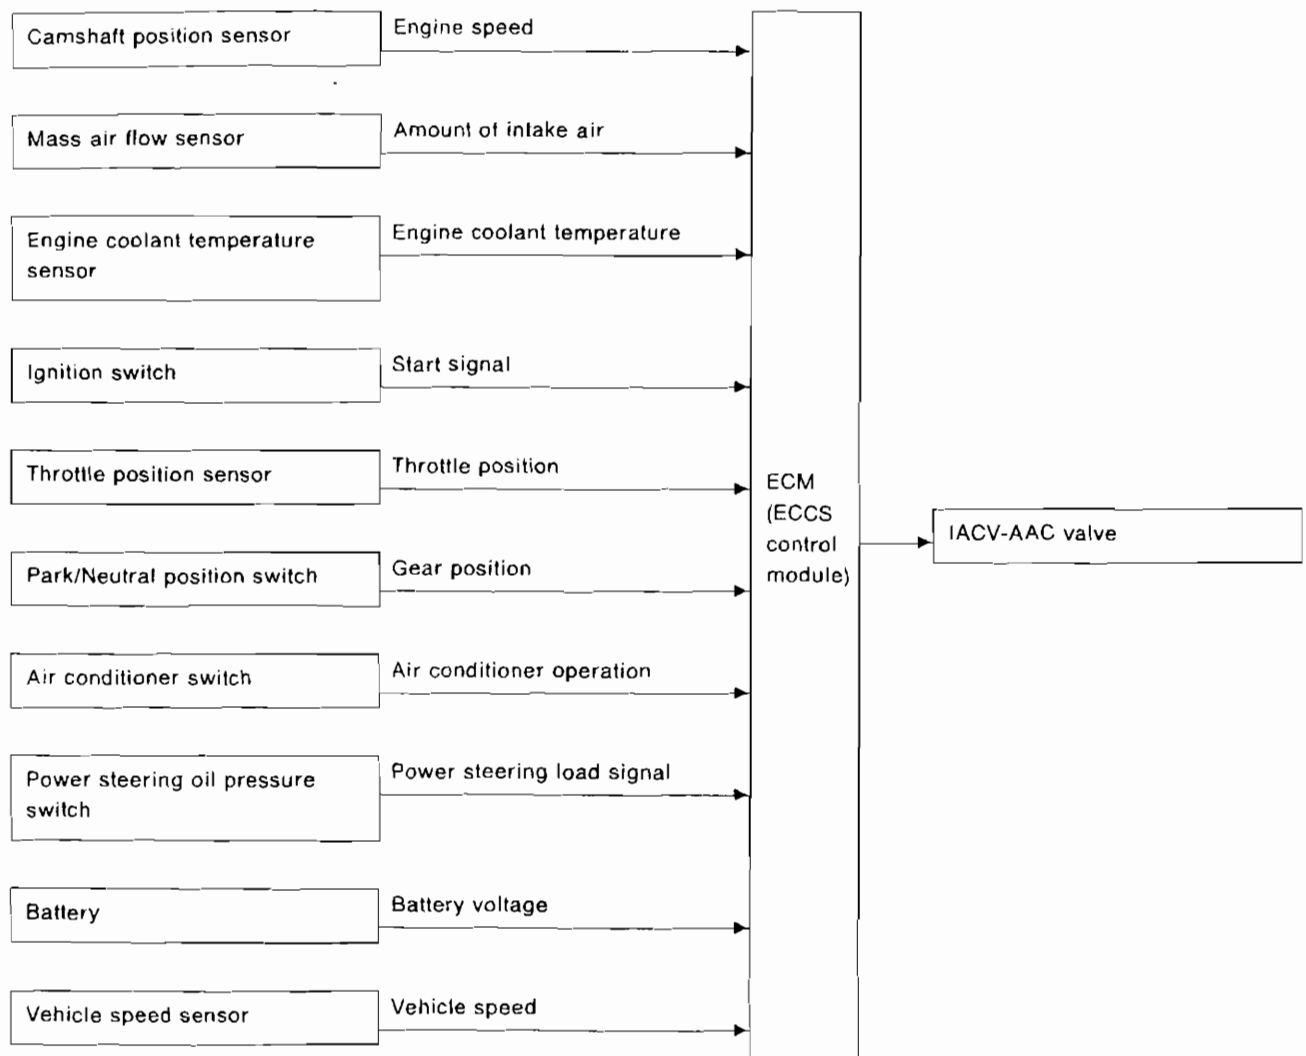 Camshaft position sensor
Engine speed
Mass air flow sensor
Amount of intake air
Engine coolant temperature
sensor
Engine coolant temperature
Ignition switch
Start signal
Throttle position sensor
Throttle position
Park/Neutral position switch
Gear position
Air conditioner switch
Air conditioner operation
Power steering oil pressure
switch
Power steering load signal
Battery
Battery voltage
Vehicle speed sensor
Vehicle speed
ECM
(ECCS
control
module)
IACV-AAC valve